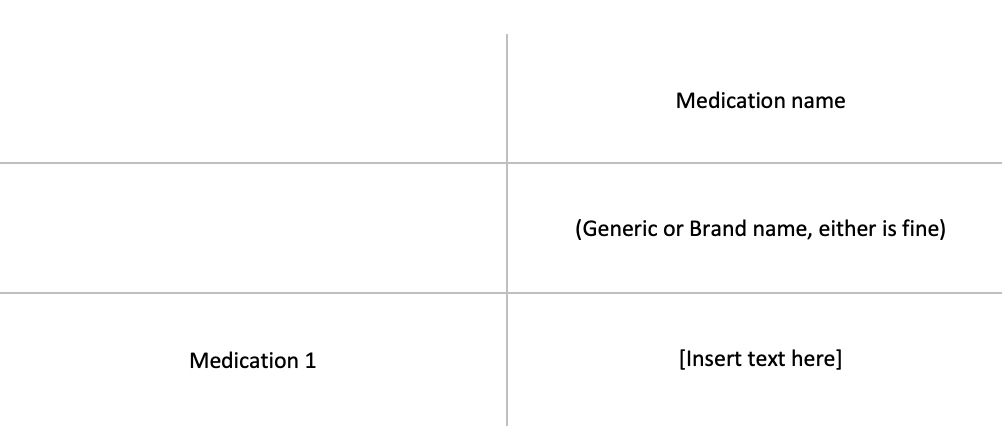 Medication name
(Generic or Brand name, either is fine)
Medication 1
[Insert text here]